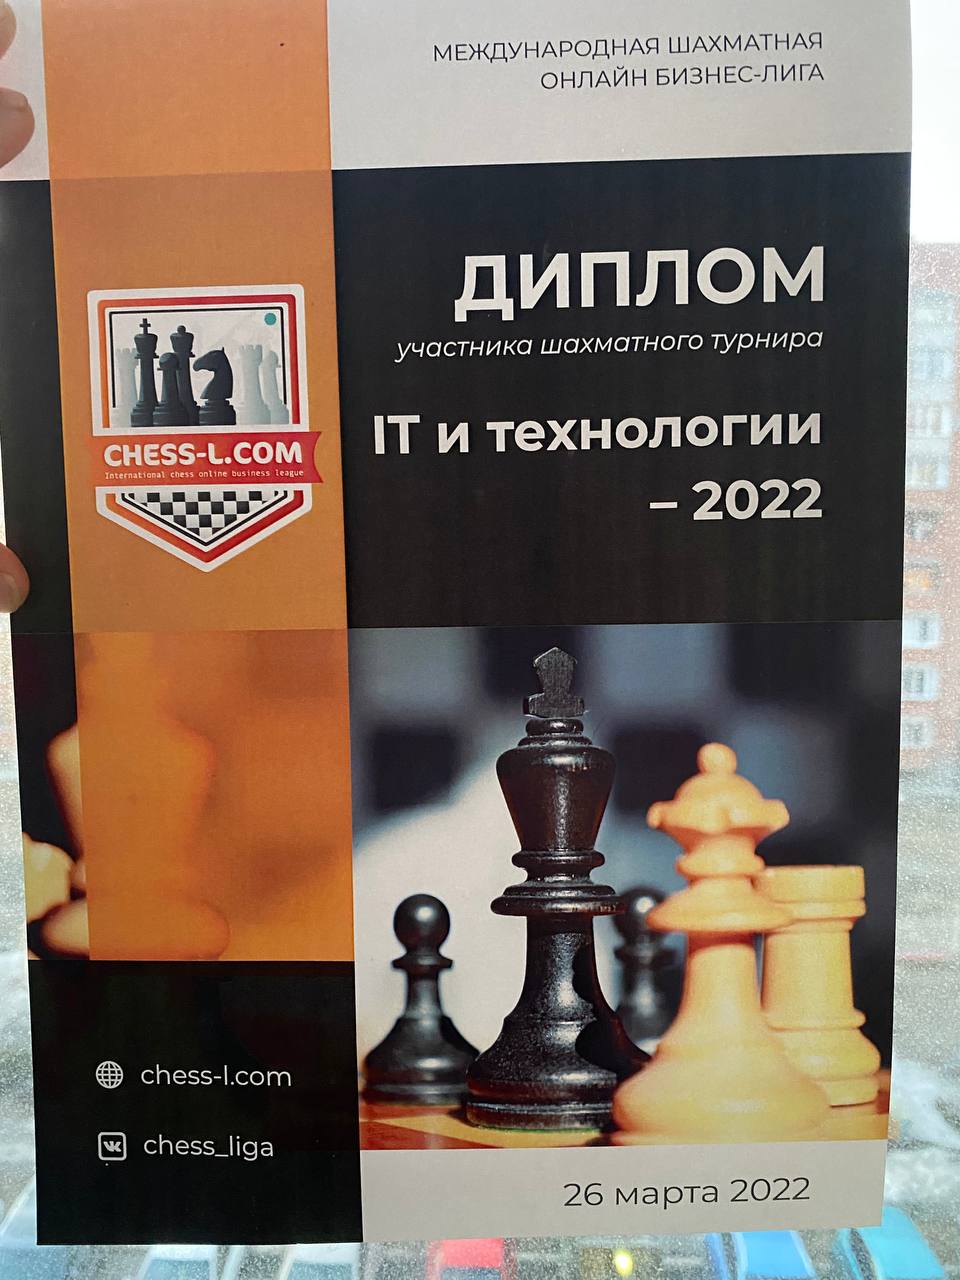 МЕЖДУНАРОДНАЯ ШАХМАТНАЯ
ОНЛАЙН БИЗНЕС-ЛИГА
ДИПЛОМ
участника шахматного турнира
IT и технологии
– 2022
CHESS-L.COM
International chess online business league
chess-l.com
chess_liga
26 марта 2022